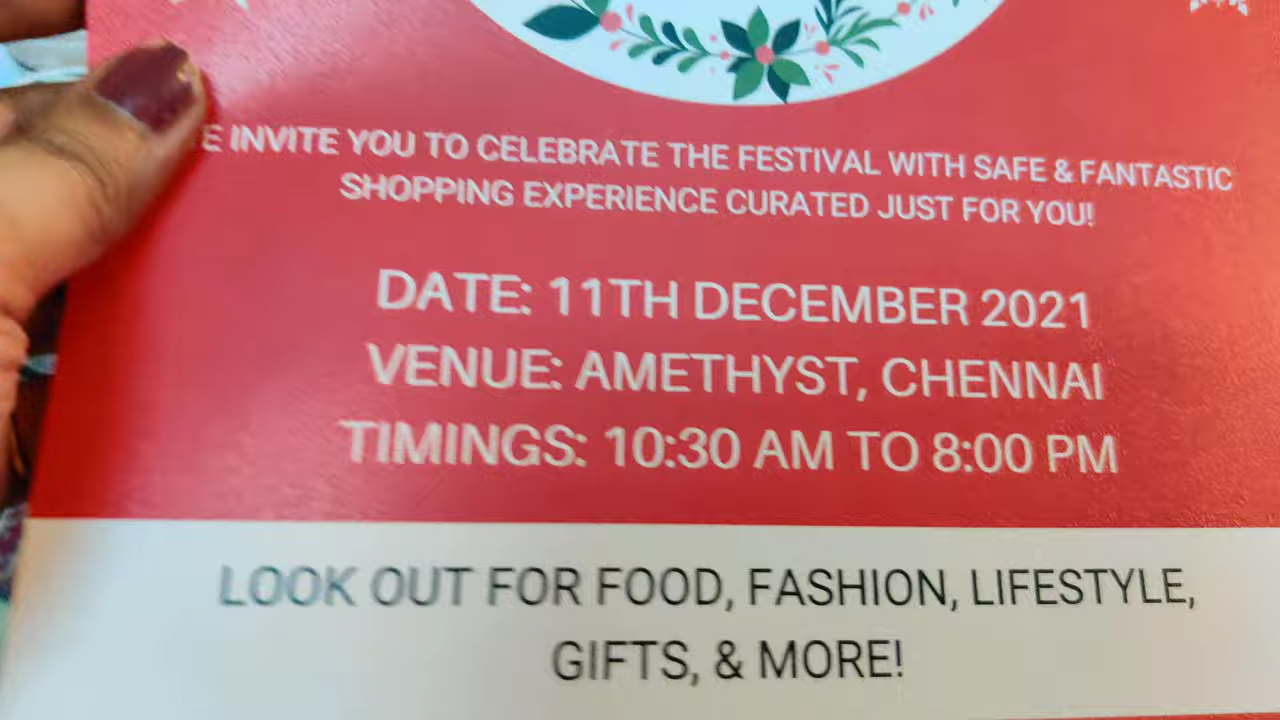 E INVITE YOU TO CELEBRATE THE FESTIVAL WITH SAFE & FANTASTIC
SHOPPING EXPERIENCE CURATED JUST FOR YOU!
DATE: 11TH DECEMBER 2021
VENUE: AMETHYST, CHENNAI
TIMINGS: 10:30 AM TO 8:00 PM
LOOK OUT FOR FOOD, FASHION, LIFESTYLE,
GIFTS, & MORE!